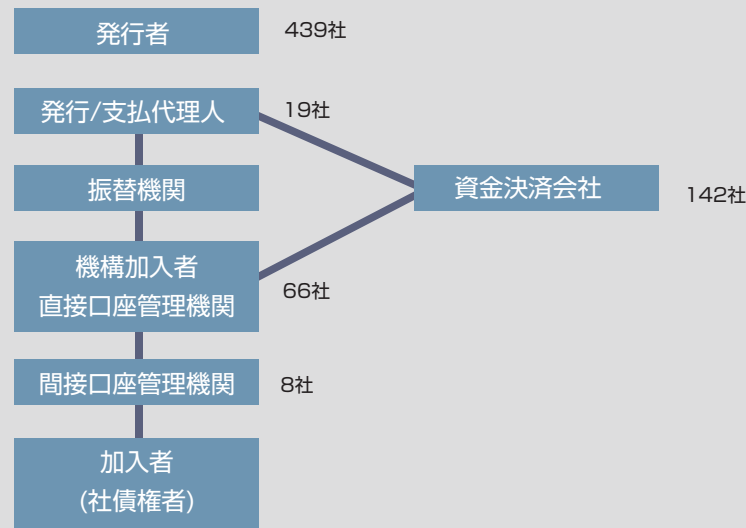 発行者
439社
発行/支払代理人
19社
振替機関
資金決済会社
142社
機構加入者
直接口座管理機関
66社
間接口座管理機関
8社
加入者
(社債権者)